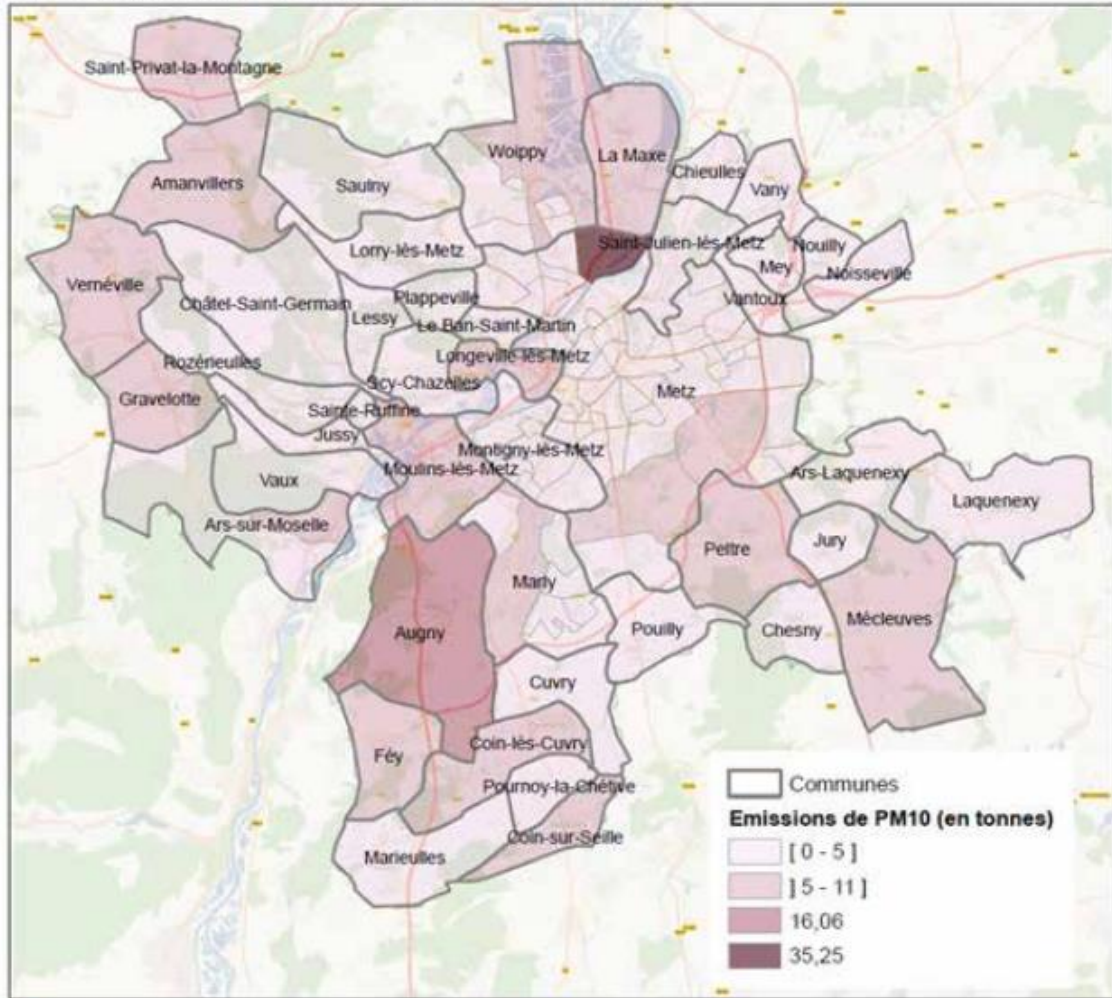 Saint-Privat-la-Montagne
Woippy
La Maxe
Chieulles
Amanvillers
Saulny
Vany
Lorry-lès-Metz
Saint-Julien-lès-Metz
Nouilly
Mey
Noisseville
Vernéville
Châtel-Saint-Germain
Plappeville
Vantoux
Lessy
Le Ban-Saint-Martin
Rozérieulles
Longeville-lès-Metz
Scy-Chazelles
Metz
Gravelotte
Sainte-Ruffine
Jussy
Montigny-lès-Metz
Moulins-lès-Metz
Vaux
Ars-Laquenexy
Laquenexy
Ars-sur-Moselle
Jury
Peltre
Marly
Mécleuves
Augny
Pouilly
Chesny
Cuvry
Féy
Coin-lès-Cuvry
Pournoy-la-Chétive
Coin-sur-Seille
Marieulles
Communes
Emissions de PM10 (en tonnes)
[ 0 - 5 ]
] 5 - 11 ]
16,06
35,25